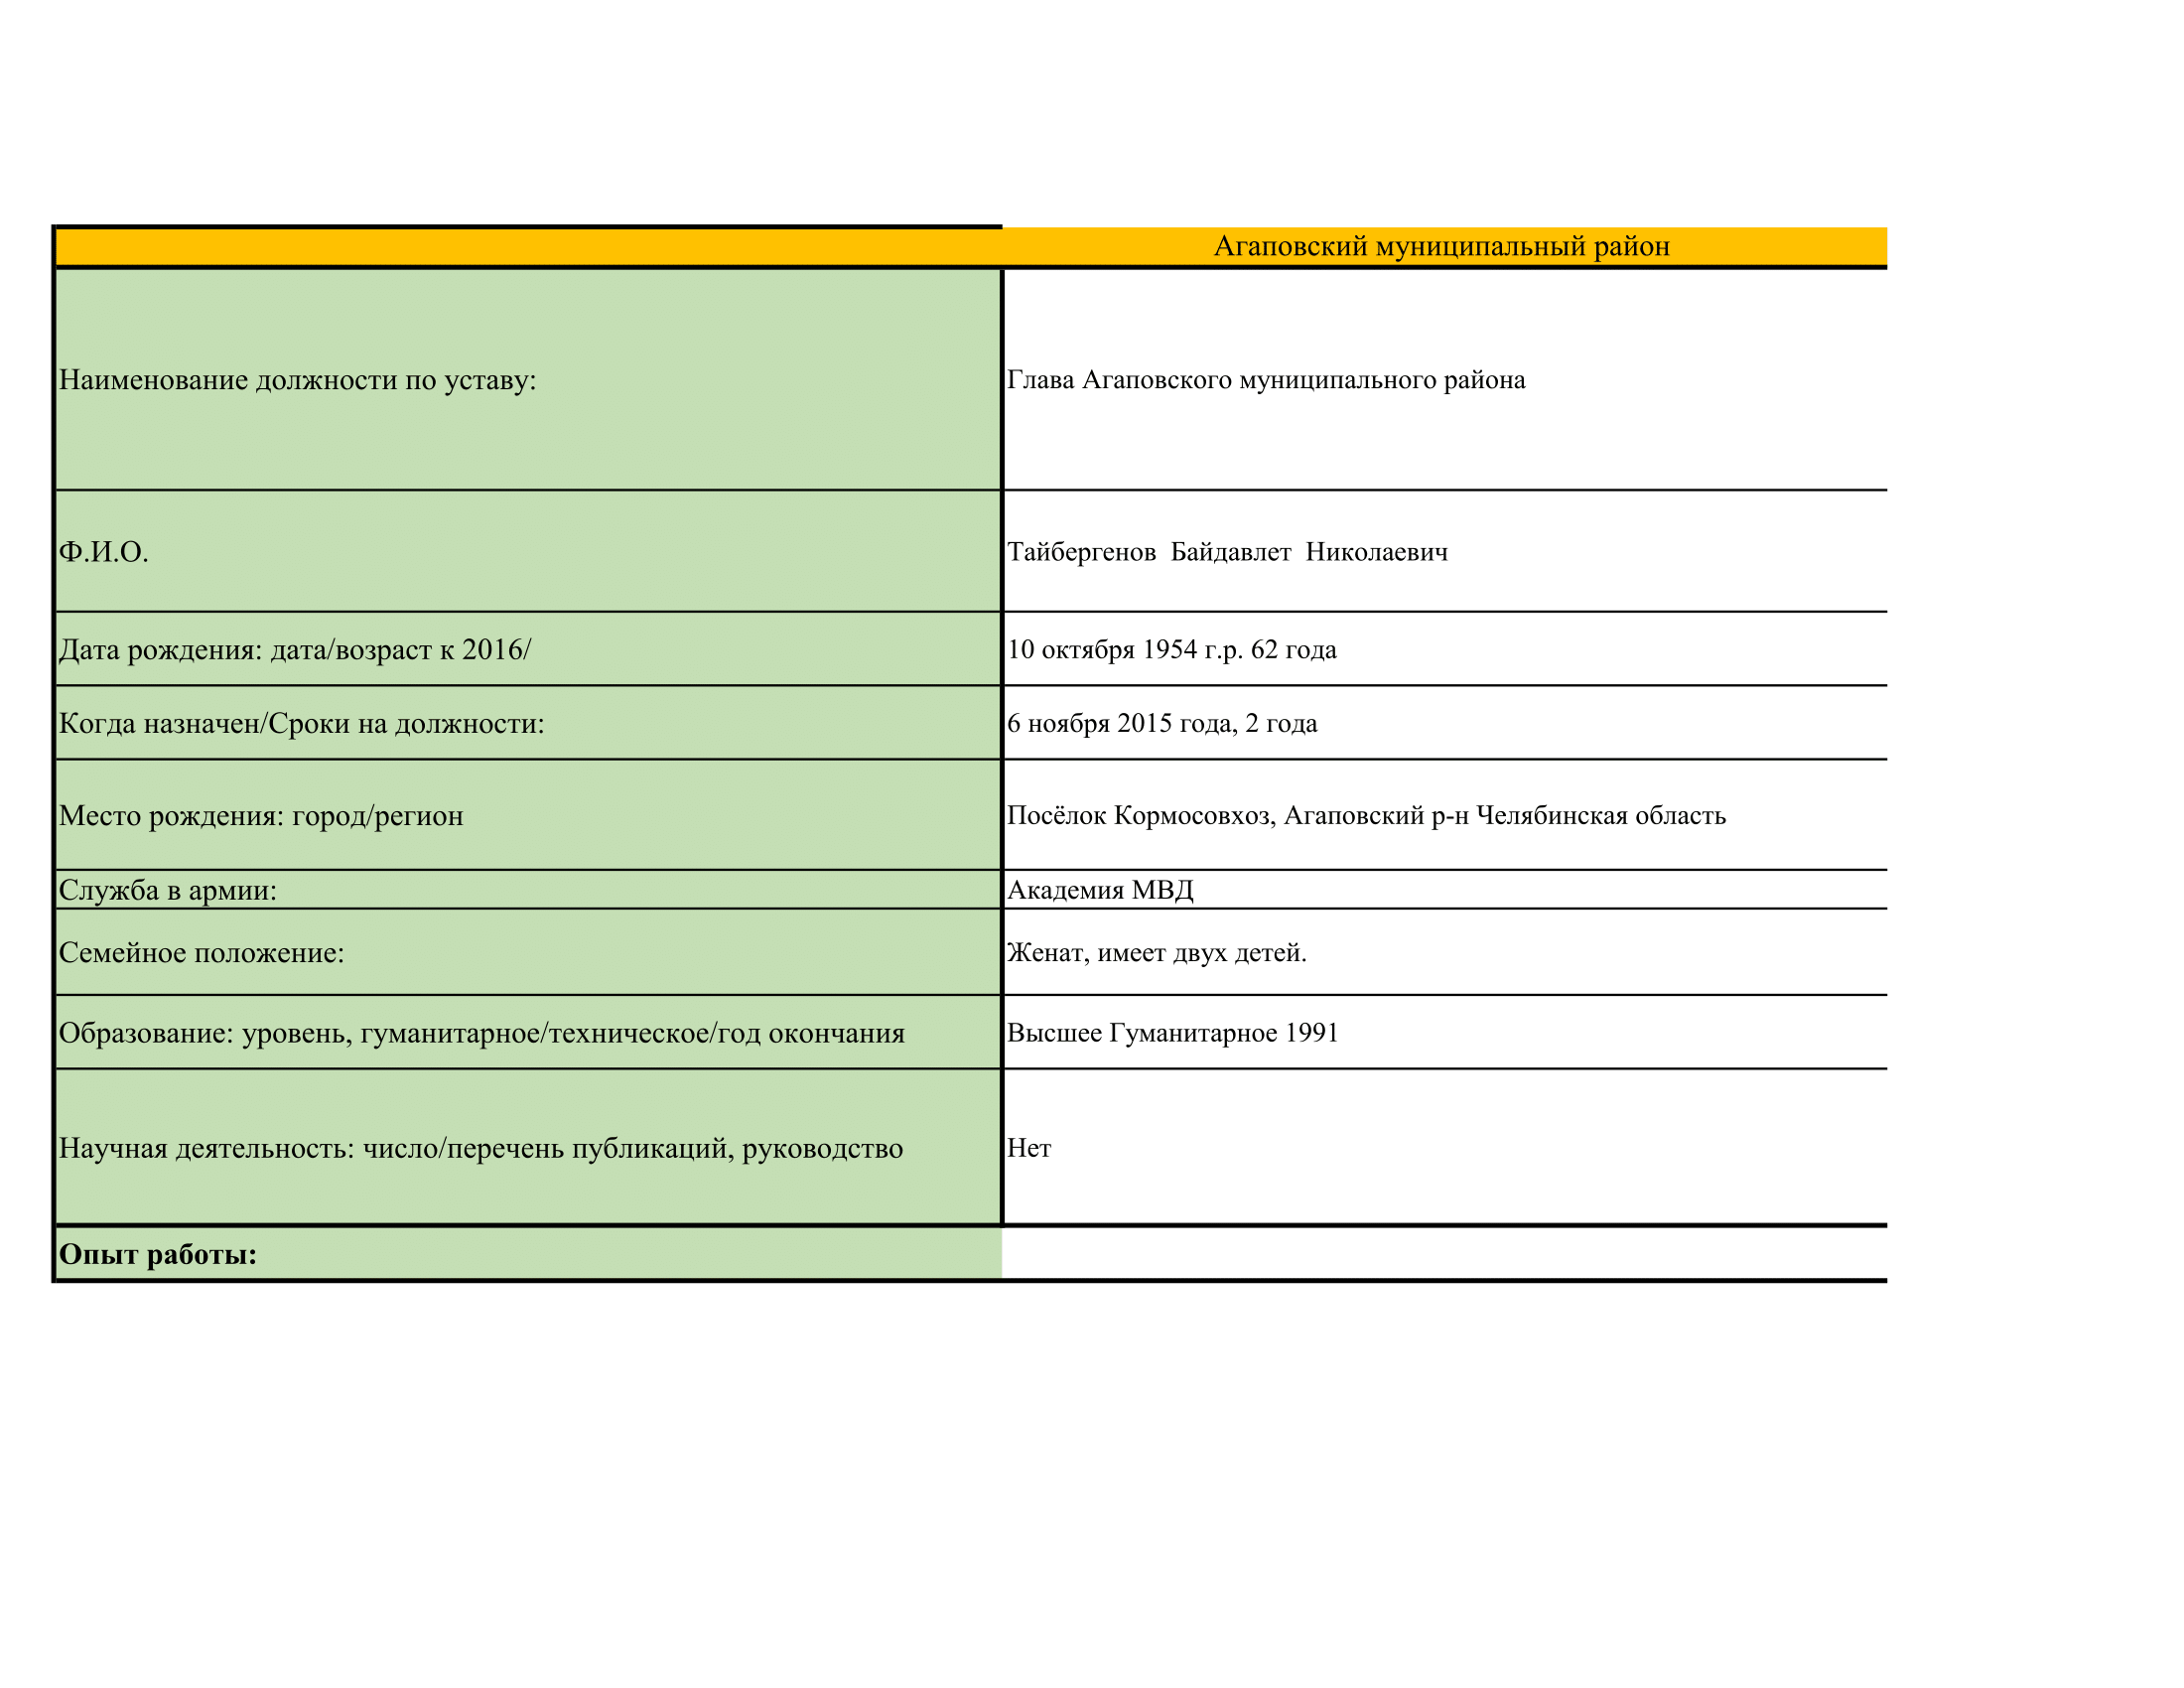 Агаповский муниципальный район
Наименование должности по уставу: Глава Агаповского муниципального района
Ф.И.О. Тайбергенов Байдавлет Николаевич
Дата рождения: дата/возраст к 2016/ 10 октября 1954 г.р. 62 года
Когда назначен/Сроки на должности: 6 ноября 2015 года, 2 года
Место рождения: город/регион Посёлок Кормосовхоз, Агаповский р-н Челябинская область
Служба в армии: Академия МВД
Семейное положение: Женат, имеет двух детей.
Образование: уровень, гуманитарное/техническое/год окончания Высшее Гуманитарное 1991
Научная деятельность: число/перечень публикаций, руководство Нет
Опыт работы: